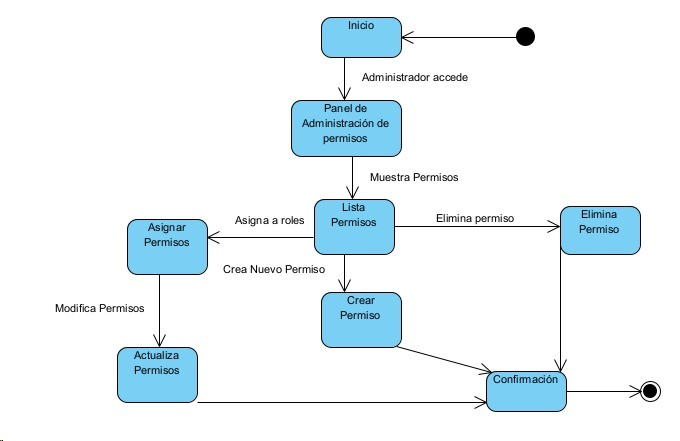 Inicio
Administrador accede
Panel de
Administración de
permisos
Muestra Permisos
Lista
Permisos
Asigna a roles
Elimina permiso
Elimina
Permiso
Asignar
Permisos
Crea Nuevo Permiso
Modifica Permisos
Crear
Permiso
Actualiza
Permisos
Confirmación